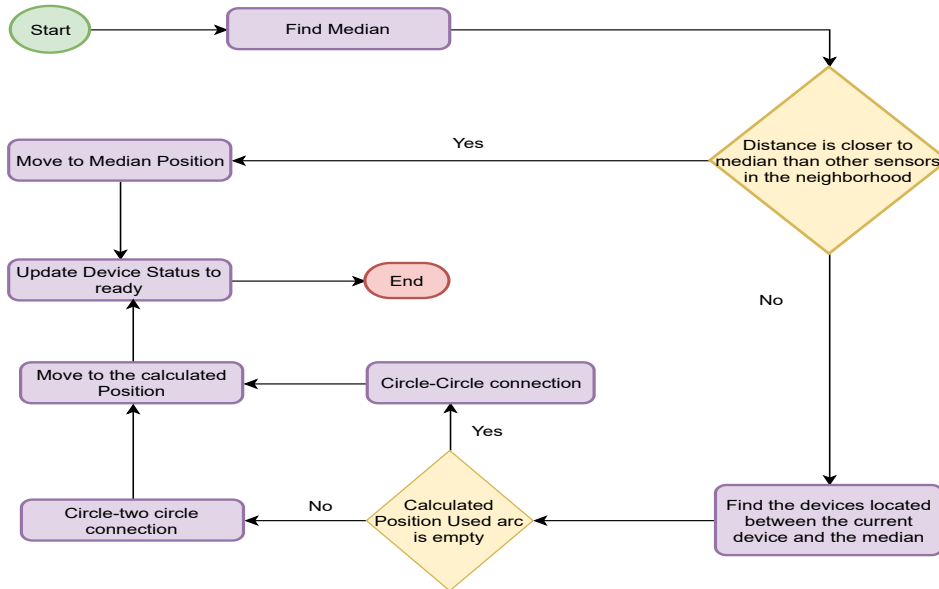 Start
Find Median
Distance is closer to
median than other sensors
in the neighborhood
Yes
Move to Median Position
Update Device Status to
ready
End
No
Move to the calculated
Position
Circle-Circle connection
Yes
Circle-two circle
connection
No
Calculated
Position Used arc
is empty
Find the devices located
between the current
device and the median